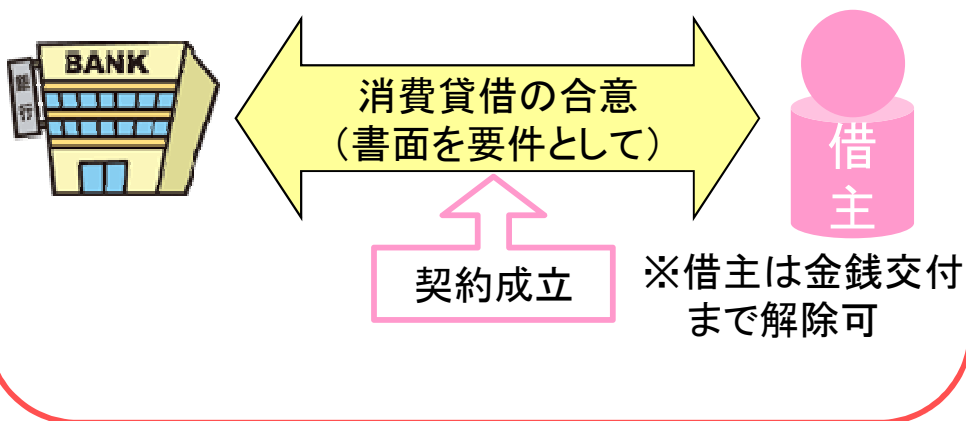 BANK
銀行
消費貸借の合意
（書面を要件として）
借主
契約成立
※借主は金銭交付
まで解除可